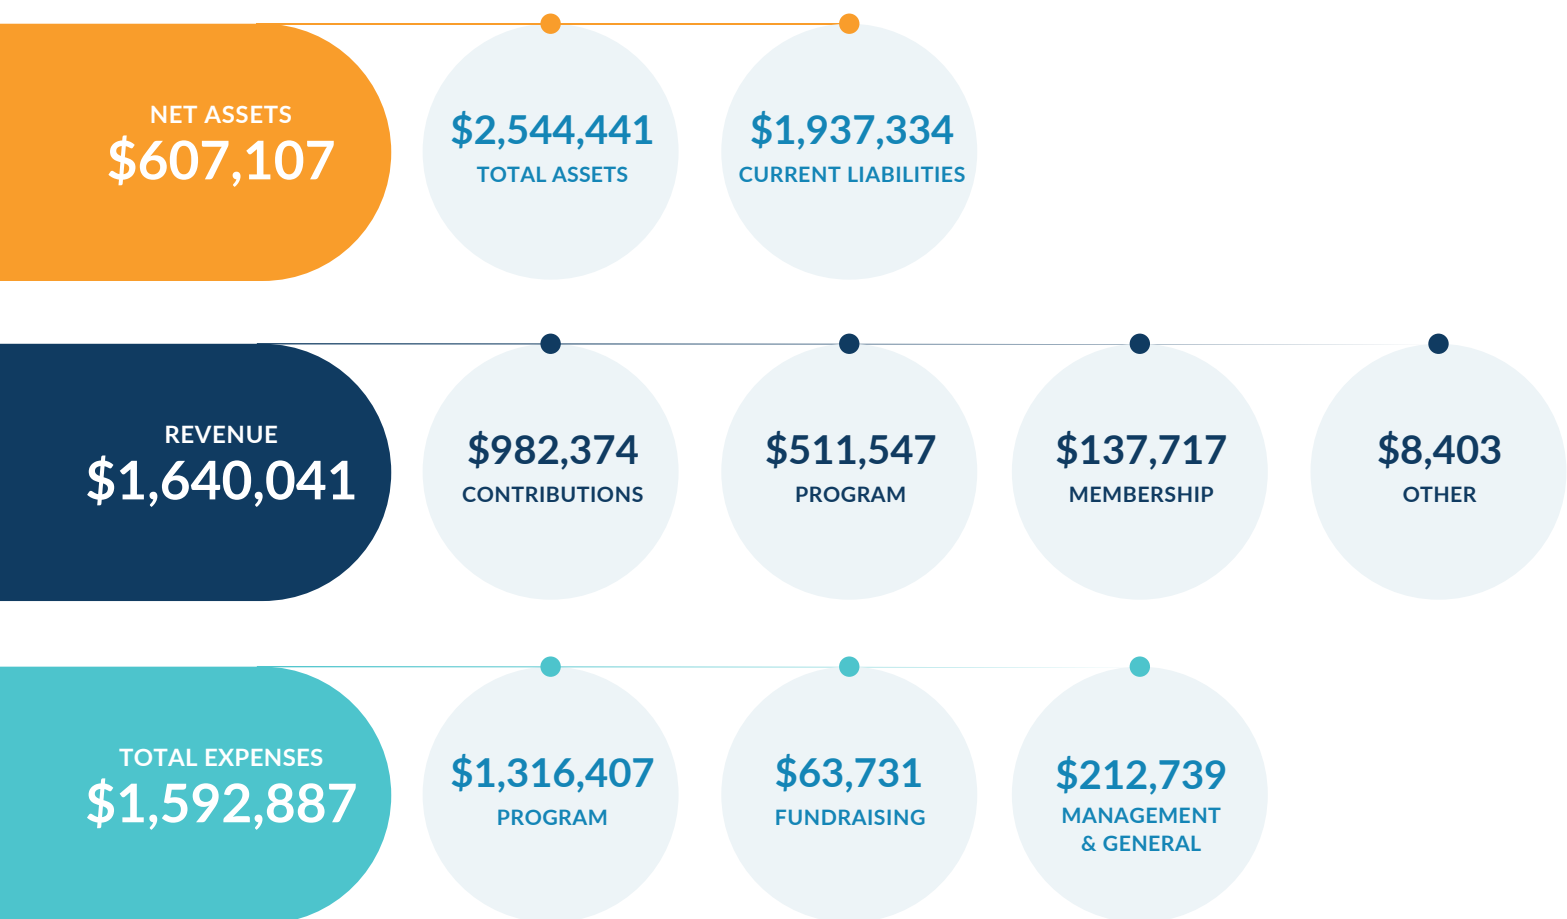 NET ASSETS
$607,107
$2,544,441
TOTAL ASSETS
$1,937,334
CURRENT LIABILITIES
REVENUE
$1,640,041
$982,374
CONTRIBUTIONS
$511,547
PROGRAM
$137,717
MEMBERSHIP
$8,403
OTHER
TOTAL EXPENSES
$1,592,887
$1,316,407
PROGRAM
$63,731
FUNDRAISING
$212,739
MANAGEMENT
& GENERAL